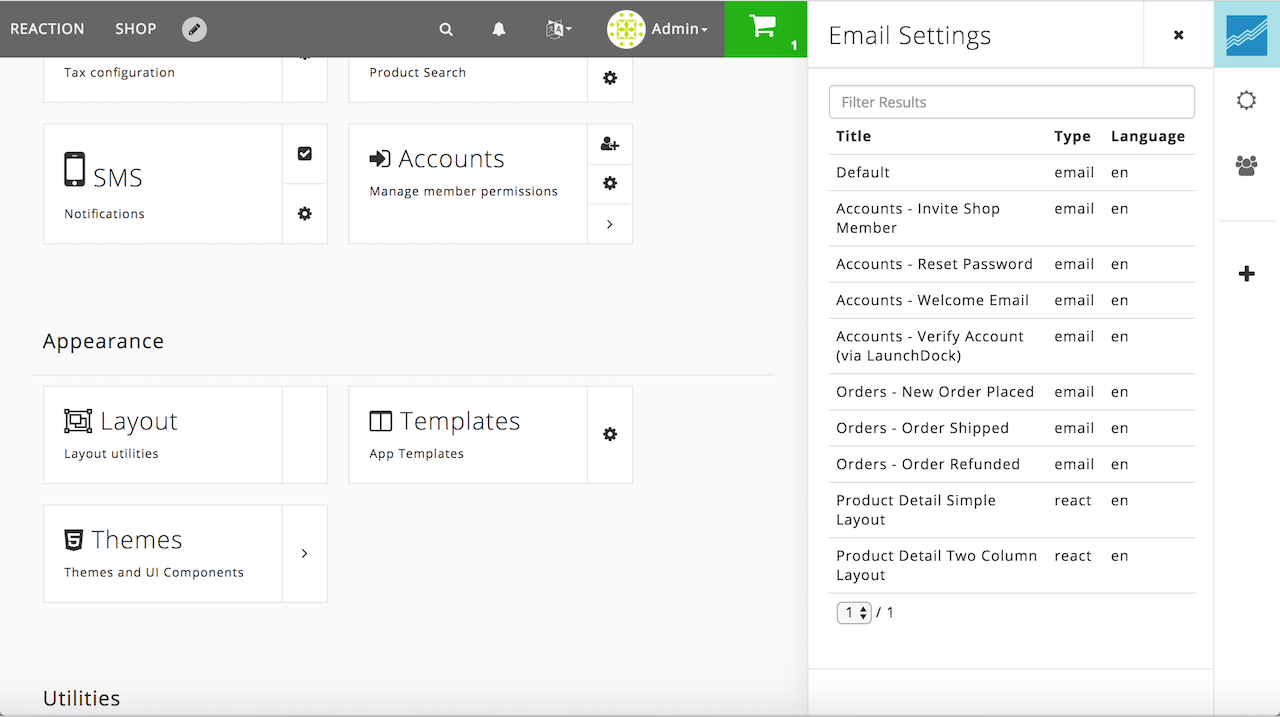 REACTION SHOP Admin 1
Tax configuration
Product Search
SMS
Notifications
Accounts
Manage member permissions
Appearance
Layout
Layout utilities
Templates
App Templates
Themes
Themes and UI Components
Utilities
Email Settings
Filter Results
Title Type Language
Default email en
Accounts - Invite Shop
Member
email en
Accounts - Reset Password email en
Accounts - Welcome Email email en
Accounts - Verify Account
(via LaunchDock)
email en
Orders - New Order Placed email en
Orders - Order Shipped email en
Orders - Order Refunded email en
Product Detail Simple
Layout
react en
Product Detail Two Column
Layout
react en
1 / 1